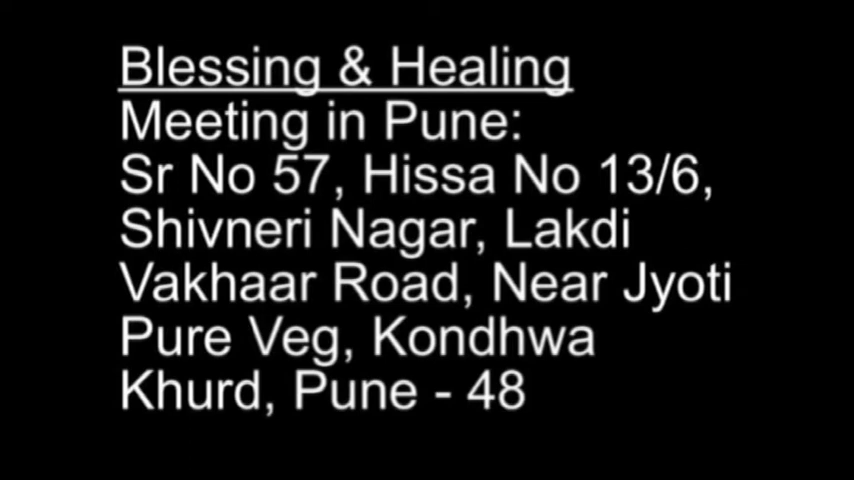 Blessing & Healing
Meeting in Pune:
Sr No 57, Hissa No 13/6,
Shivneri Nagar, Lakdi
Vakhaar Road, Near Jyoti
Pure Veg, Kondhwa
Khurd, Pune - 48